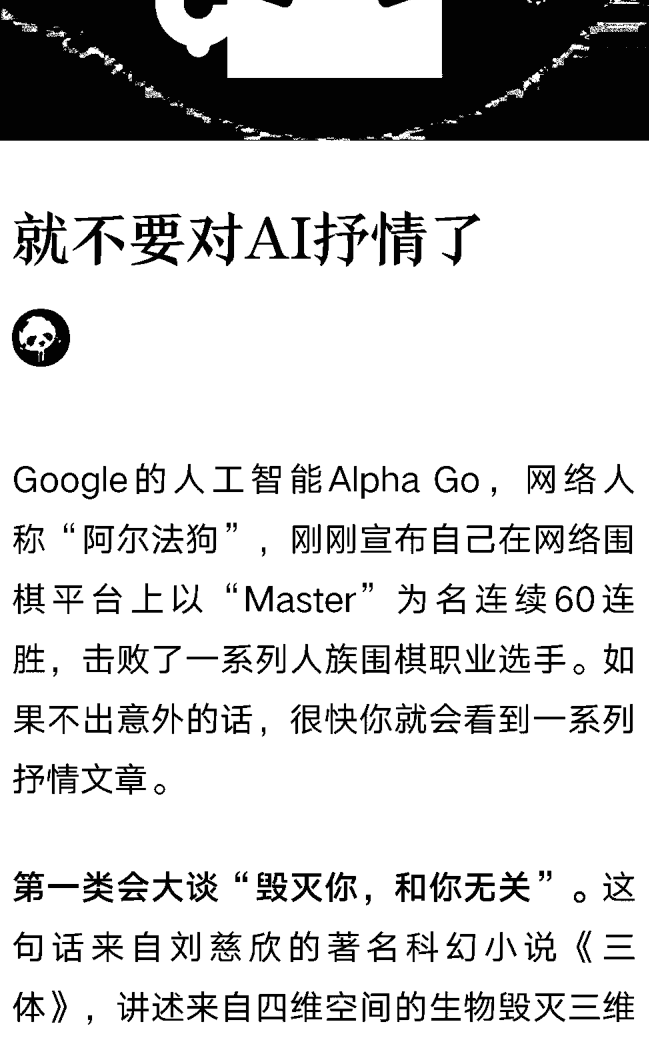 就不要对AI抒情了
Google的人工智能Alpha Go，网络人
称“阿尔法狗”，刚刚宣布自己在网络围
棋平台上以“Master”为名连续60连
胜，击败了一系列人族围棋职业选手。如
果不出意外的话，很快你就会看到一系列
抒情文章。
第一类会大谈“毁灭你，和你无关”。这
句话来自刘慈欣的著名科幻小说《三
体》，讲述来自四维空间的生物毁灭三维